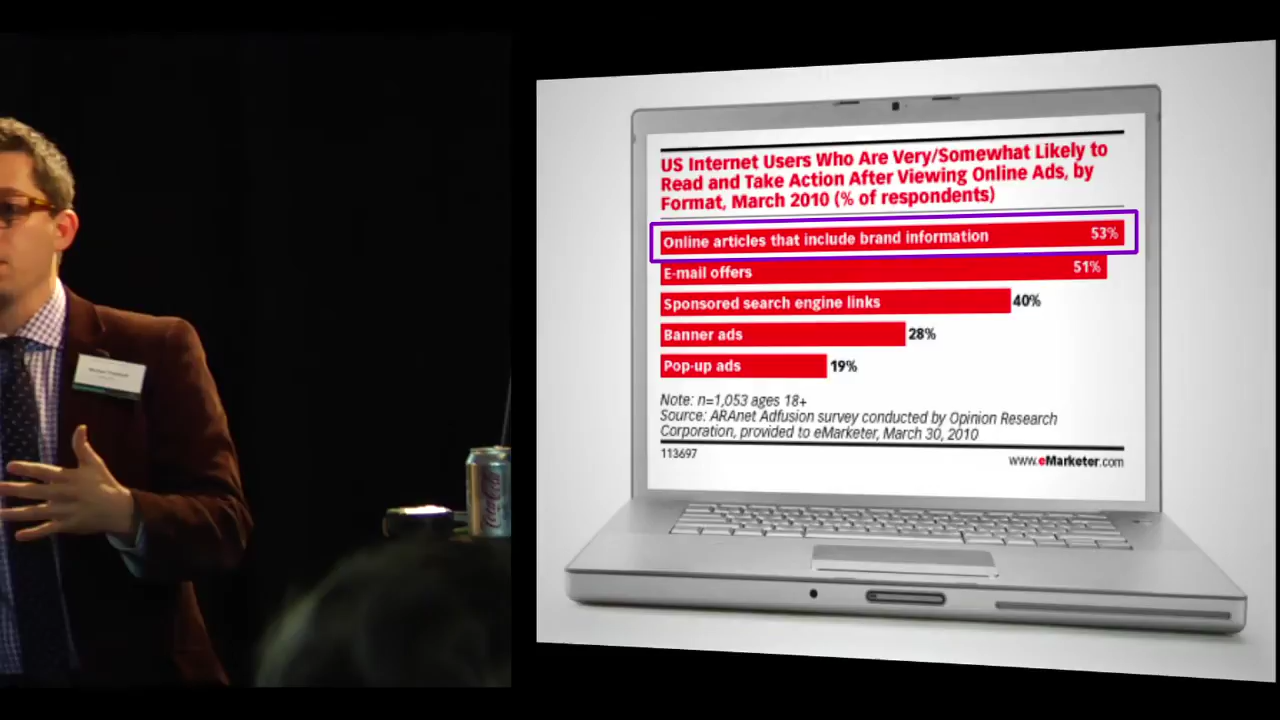 US Internet Users Who Are Very/Somewhat Likely to
Read and Take Action After Viewing Online Ads, by
Format, March 2010 (% of respondents)
Online articles that include brand information 53%
E-mail offers 51%
Sponsored search engine links 40%
Banner ads 28%
Pop-up ads 19%
Note: n=1,053 ages 18+
Source: ARAnet Adfusion survey conducted by Opinion Research
Corporation, provided to eMarketer, March 30, 2010
113697
www.eMarketer.com
Coca-Cola